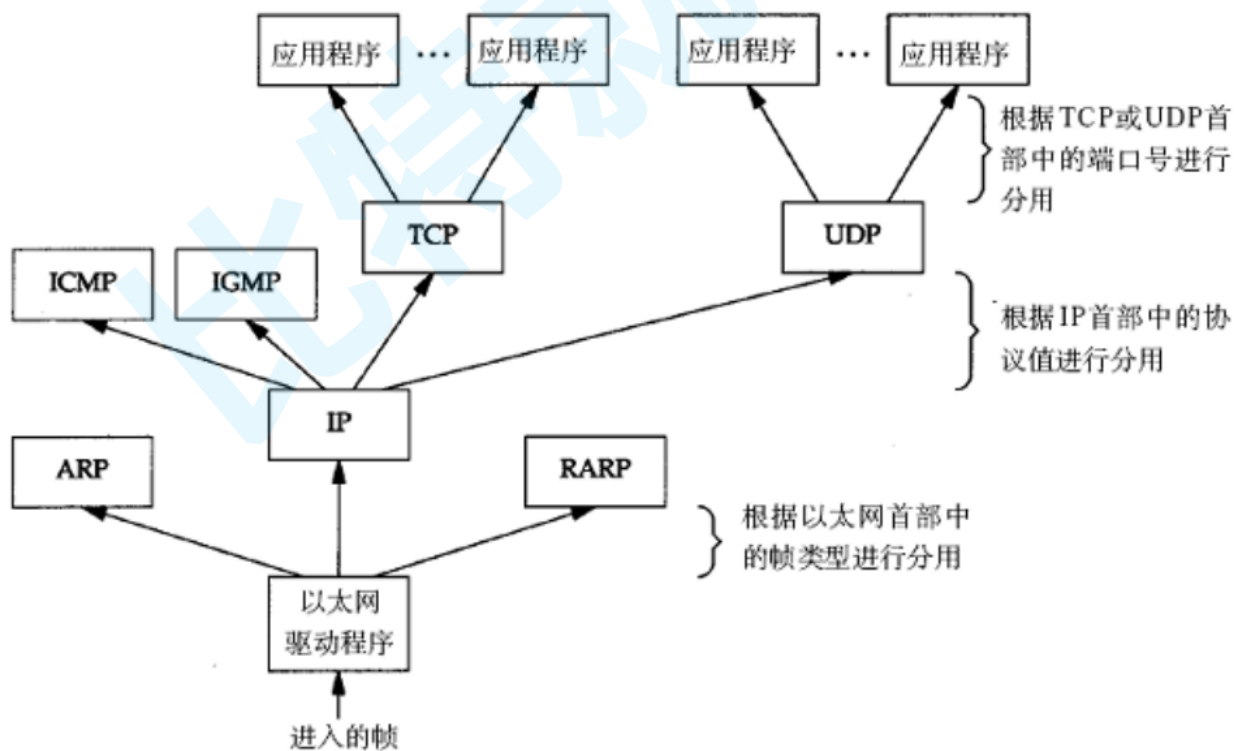 应用程序 … 应用程序 应用程序 … 应用程序
根据TCP或UDP首
部中的端口号进行
分用
TCP UDP
ICMP IGMP
根据IP首部中的协
议值进行分用
IP
ARP RARP
根据以太网首部中
的帧类型进行分用
以太网
驱动程序
进入的帧
比特就